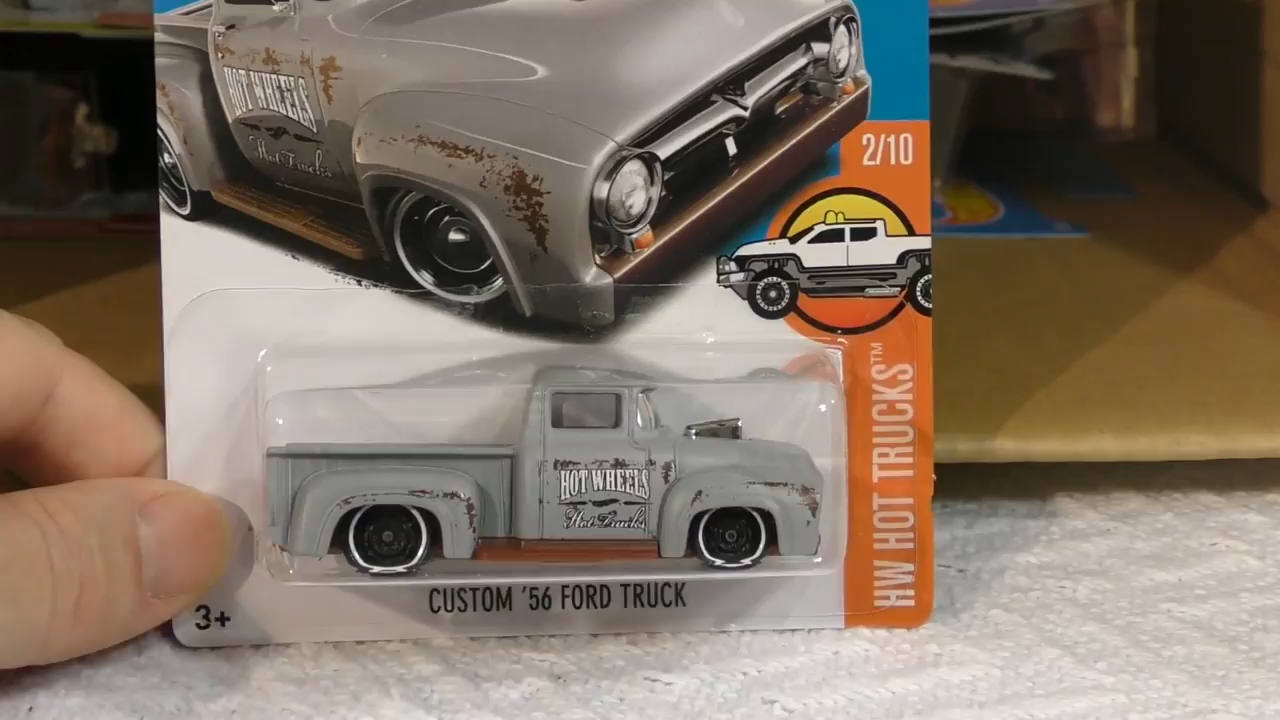 HOT WHEELS
Hot Trucks
2/10
HW HOT TRUCKS™
HOT WHEELS
Hot Trucks
CUSTOM '56 FORD TRUCK
3+